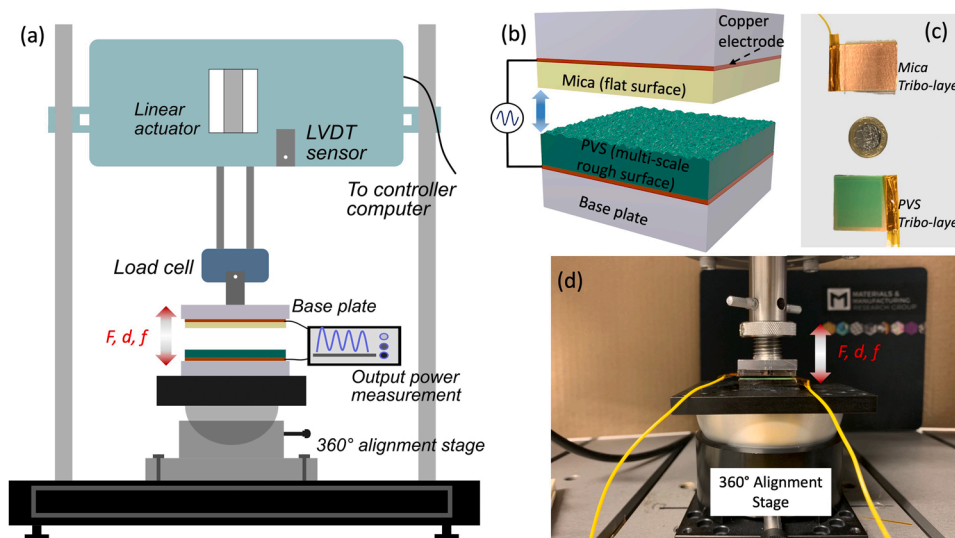 (a)
Linear
actuator
LVDT
sensor
To controller
computer
Load cell
Base plate
F, d, f
Output power
measurement
360° alignment stage
(b)
Copper
electrode
Mica (flat surface)
PVS (multi-scale
rough surface)
Base plate
(c)
Mica
Tribo-layer
PVS
Tribo-layer
(d)
MATERIALS &
MANUFACTURING
RESEARCH GROUP
F, d, f
360° Alignment
Stage